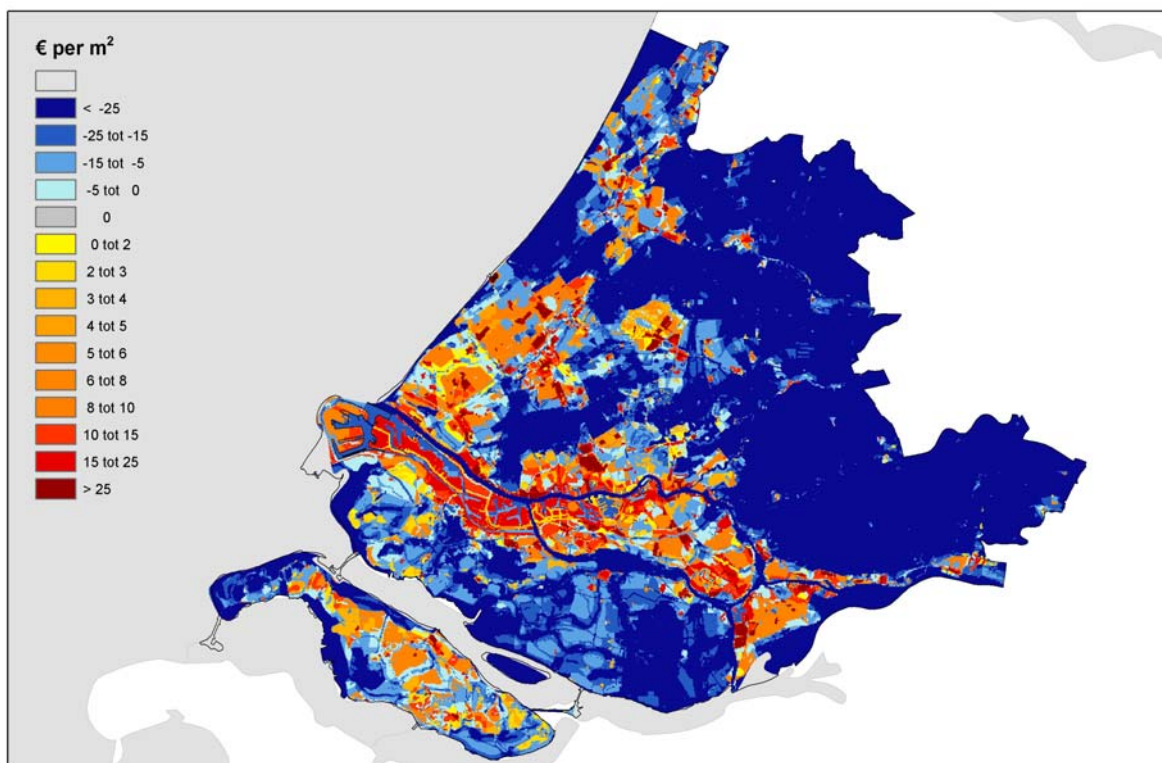 € per m²
< -25
-25 tot -15
-15 tot -5
-5 tot 0
0
0 tot 2
2 tot 3
3 tot 4
4 tot 5
5 tot 6
6 tot 8
8 tot 10
10 tot 15
15 tot 25
> 25